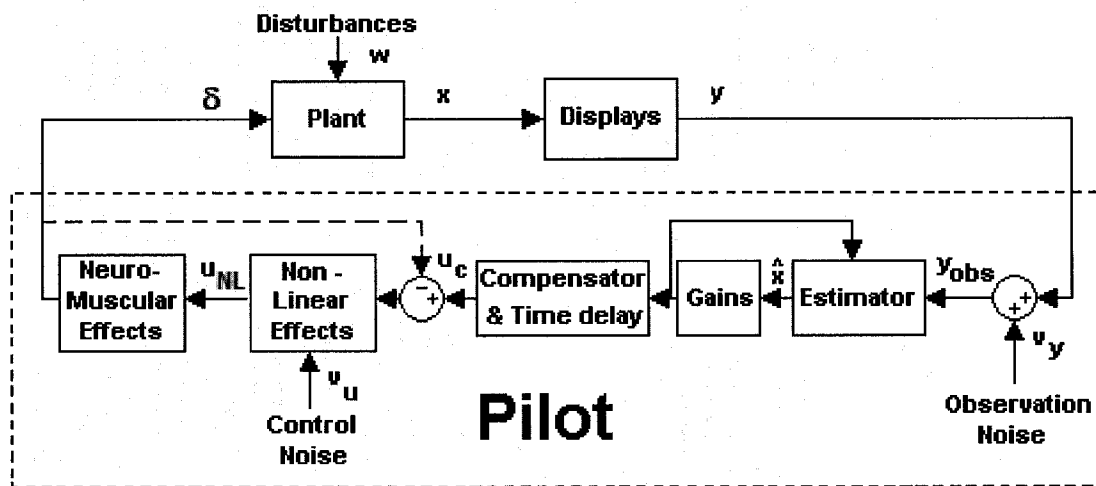 Disturbances
w
δ
Plant
x
Displays
y
Neuro-
Muscular
Effects
u_NL
Non -
Linear
Effects
−
+
u_c
Compensator
& Time delay
Gains
x̂
Estimator
y_obs
+
+
v_y
v_u
Control
Noise
Pilot
Observation
Noise